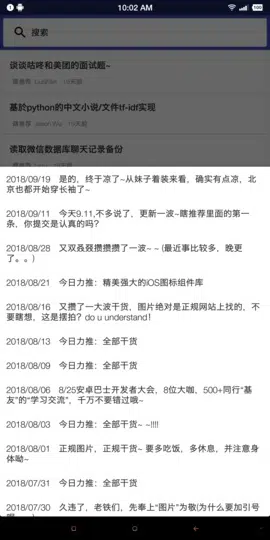 10:02 AM
搜索
谈谈咕咚和美团的面试题~
基於python的中文小说/文件tf-idf实现
读取微信数据库聊天记录备份
2018/09/19 是的，终于凉了~从妹子着装来看，确实有点凉，北
京也都开始穿长袖了~
2018/09/11 今天9.11,不多说了，更新一波~瞎推荐里面的第一
条，你提交是认真的吗？
2018/08/28 又双叒叕攒攒攒了一波~ ~ (最近事比较多，晚更
了。。)
2018/08/21 今日力推：精美强大的iOS图标组件库
2018/08/16 又攒了一大波干货，图片绝对是正规网站上找的，不
要瞎想，这是摆拍？do u understand！
2018/08/13 今日力推：全部干货
2018/08/09 今日力推：全部干货
2018/08/06 8/25安卓巴士开发者大会，8位大咖，500+同行“基
友”的“学习交流”，千万不要错过哦~
2018/08/03 今日力推：全部干货~ ~!!!!
2018/08/01 正规图片，正规干货~ 要多吃饭，多休息，并注意身
体呦~
2018/07/31 今日力推：全部干货
2018/07/30 久违了，老铁们，先奉上“图片”为敬(为什么要加引号